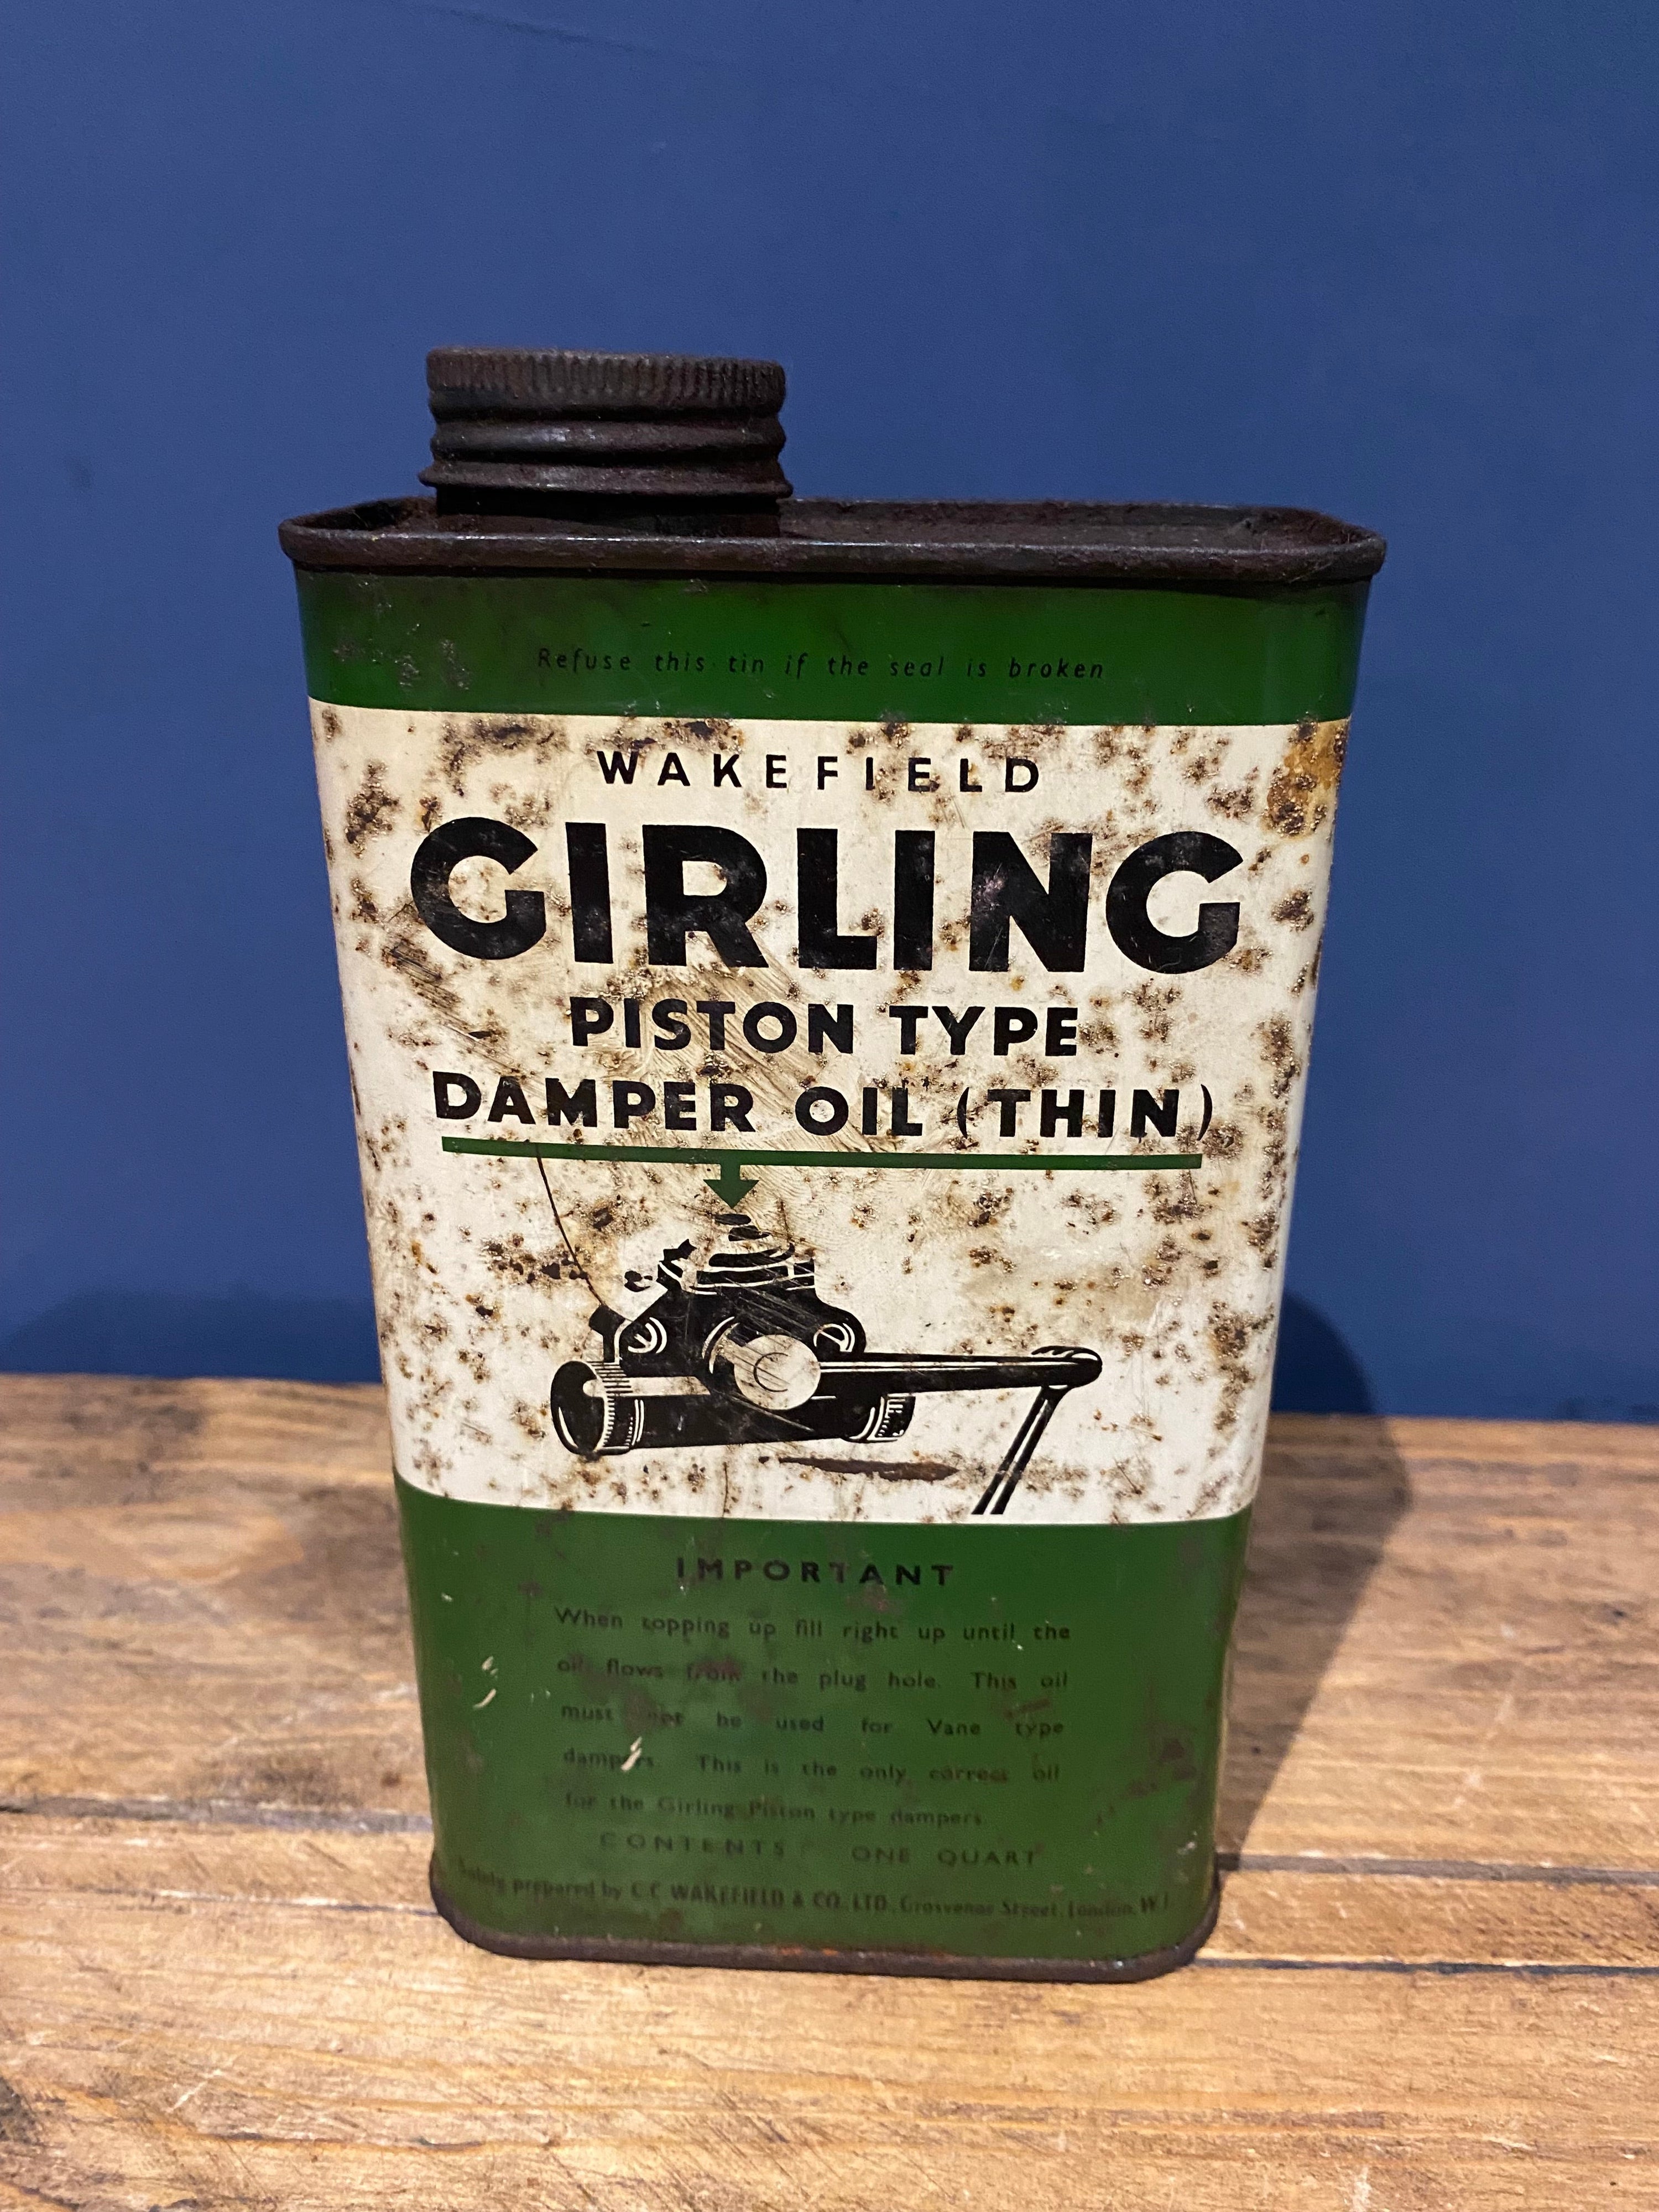 Refuse this tin if the seal is broken
WAKEFIELD
GIRLING
PISTON TYPE
DAMPER OIL (THIN)
IMPORTANT
When topping up fill right up until the
oil flows from the plug hole. This oil
must not be used for Vane type
dampers. This is the only correct oil
for the Girling Piston type dampers
CONTENTS ONE QUART
Solely prepared by C.C. WAKEFIELD & CO. LTD., Grosvenor Street, London, W.1